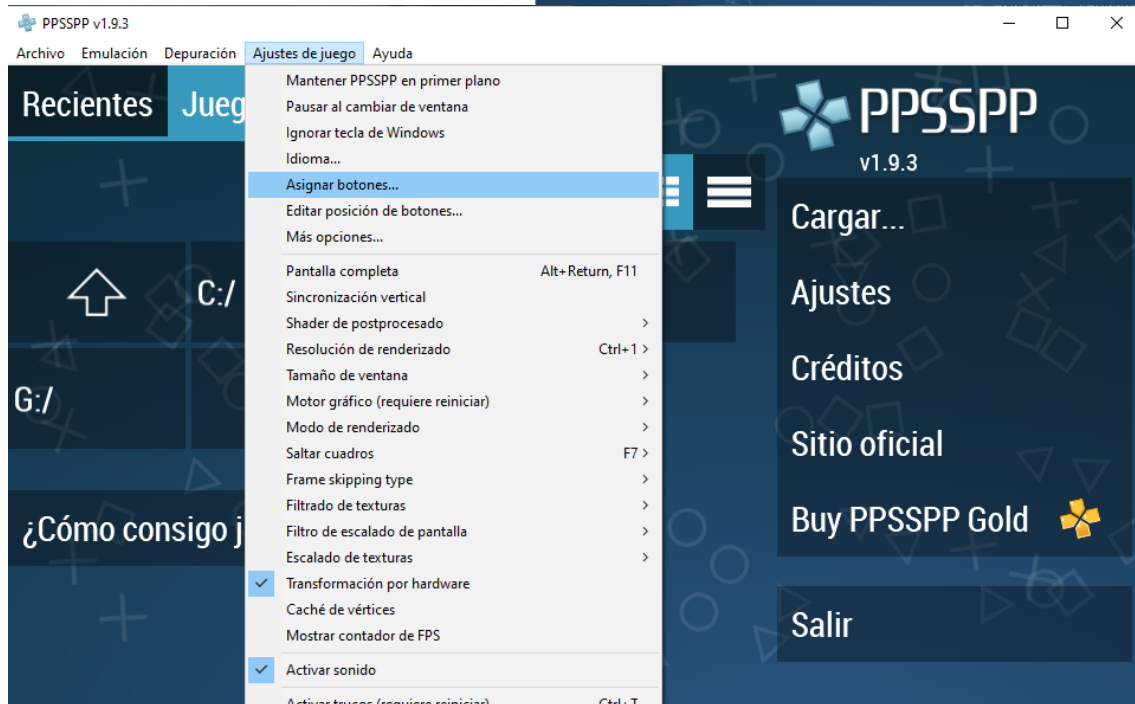 PPSSPP v1.9.3
Archivo Emulación Depuración Ajustes de juego Ayuda
Recientes Jueg
Mantener PPSSPP en primer plano
Pausar al cambiar de ventana
Ignorar tecla de Windows
Idioma...
Asignar botones...
Editar posición de botones...
Más opciones...
Pantalla completa Alt+Return, F11
Sincronización vertical
Shader de postprocesado
Resolución de renderizado Ctrl+1
Tamaño de ventana
Motor gráfico (requiere reiniciar)
Modo de renderizado
Saltar cuadros F7
Frame skipping type
Filtrado de texturas
Filtro de escalado de pantalla
Escalado de texturas
Transformación por hardware
Caché de vértices
Mostrar contador de FPS
Activar sonido
Activar trucos (requiere reiniciar) Ctrl+T
C:/
G:/
¿Cómo consigo j
PPSSPP
v1.9.3
Cargar...
Ajustes
Créditos
Sitio oficial
Buy PPSSPP Gold
Salir